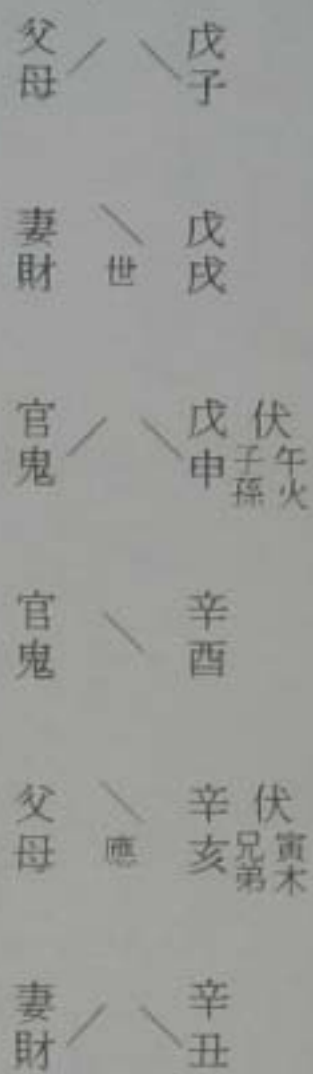 父母 戊子
妻財 世 戊戌
官鬼 戊申 伏 午火 子孫
官鬼 辛酉
父母 應 辛亥 伏 寅木 兄弟
妻財 辛丑